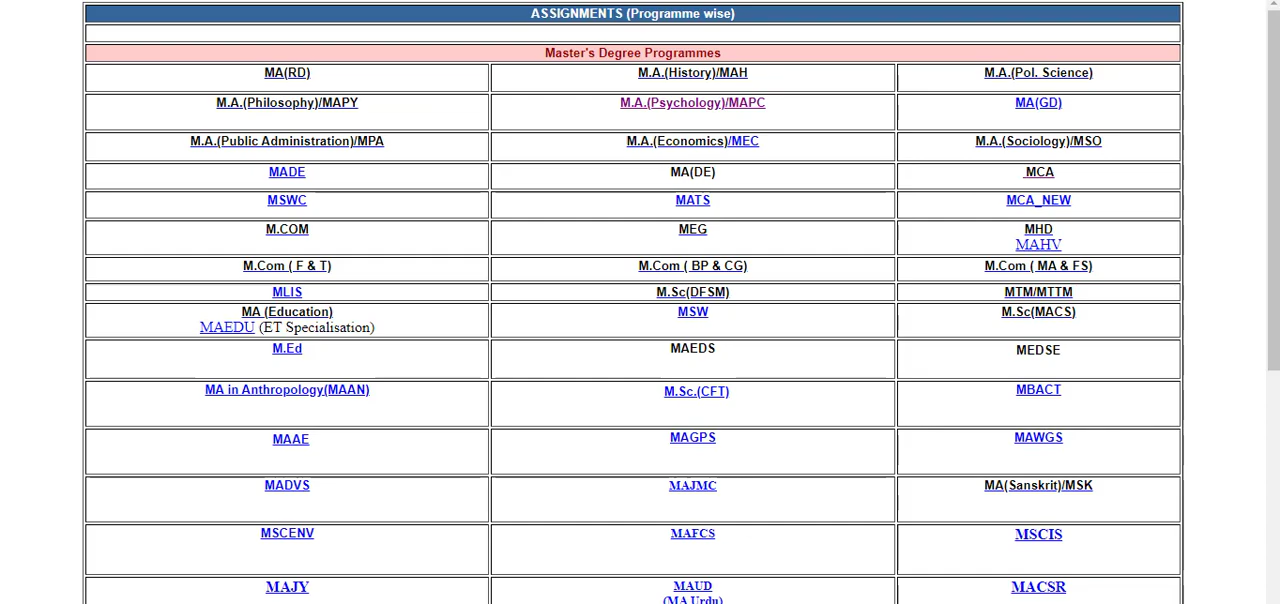 ASSIGNMENTS (Programme wise)
Master's Degree Programmes
MA(RD)
M.A.(History)/MAH
M.A.(Pol. Science)
M.A.(Philosophy)/MAPY
M.A.(Psychology)/MAPC
MA(GD)
M.A.(Public Administration)/MPA
M.A.(Economics)/MEC
M.A.(Sociology)/MSO
MADE
MA(DE)
MCA
MSWC
MATS
MCA_NEW
M.COM
MEG
MHD
MAHV
M.Com ( F & T)
M.Com ( BP & CG)
M.Com ( MA & FS)
MLIS
M.Sc(DFSM)
MTM/MTTM
MA (Education)
MAEDU (ET Specialisation)
MSW
M.Sc(MACS)
M.Ed
MAEDS
MEDSE
MA in Anthropology(MAAN)
M.Sc.(CFT)
MBACT
MAAE
MAGPS
MAWGS
MADVS
MAJMC
MA(Sanskrit)/MSK
MSCENV
MAFCS
MSCIS
MAJY
MAUD
(MA Urdu)
MACSR